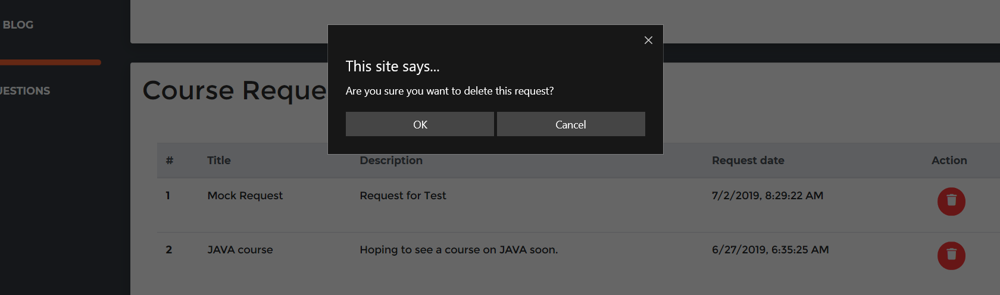 BLOG
UESTIONS
This site says...
Are you sure you want to delete this request?
OK Cancel
Course Reque
# Title Description Request date Action
1 Mock Request Request for Test 7/2/2019, 8:29:22 AM
2 JAVA course Hoping to see a course on JAVA soon. 6/27/2019, 6:35:25 AM